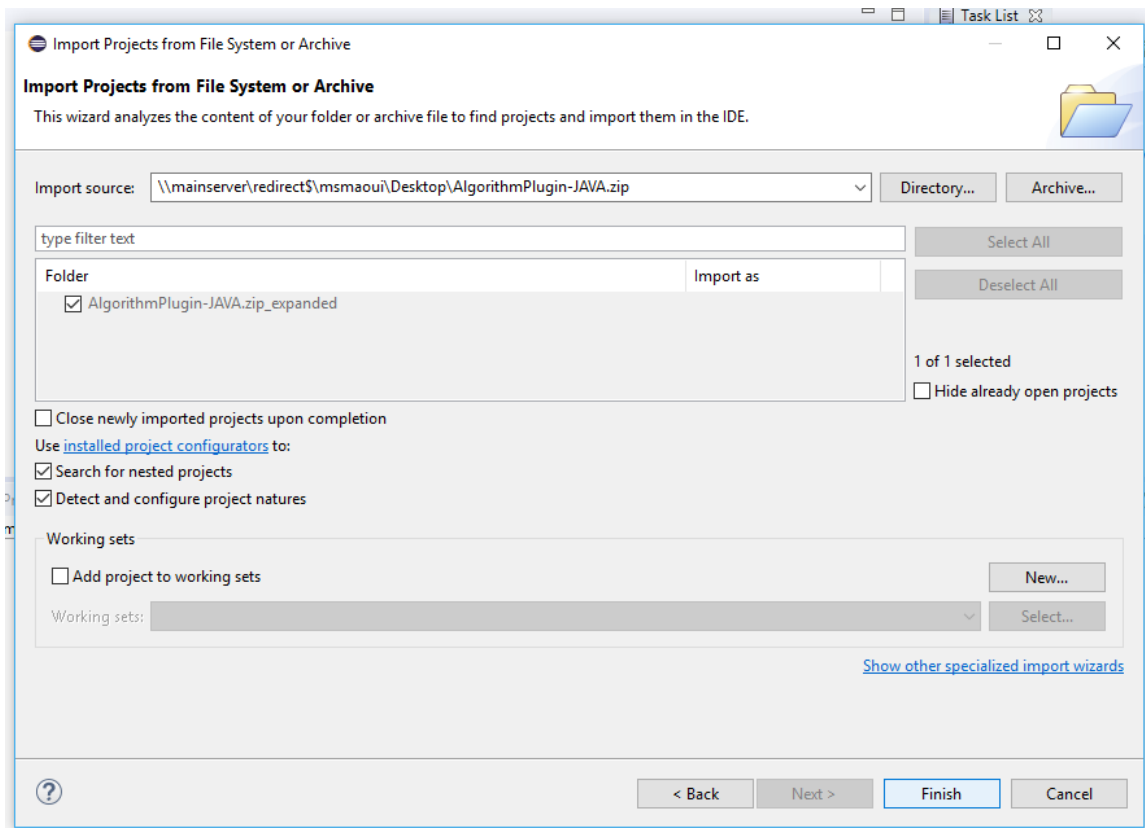 Task List
Import Projects from File System or Archive
Import Projects from File System or Archive
This wizard analyzes the content of your folder or archive file to find projects and import them in the IDE.
Import source: \\mainserver\redirect$\msmaoui\Desktop\AlgorithmPlugin-JAVA.zip Directory... Archive...
type filter text Select All
Folder Import as Deselect All
AlgorithmPlugin-JAVA.zip_expanded
1 of 1 selected
Hide already open projects
Close newly imported projects upon completion
Use installed project configurators to:
Search for nested projects
Detect and configure project natures
Working sets
Add project to working sets New...
Working sets: Select...
Show other specialized import wizards
? < Back Next > Finish Cancel